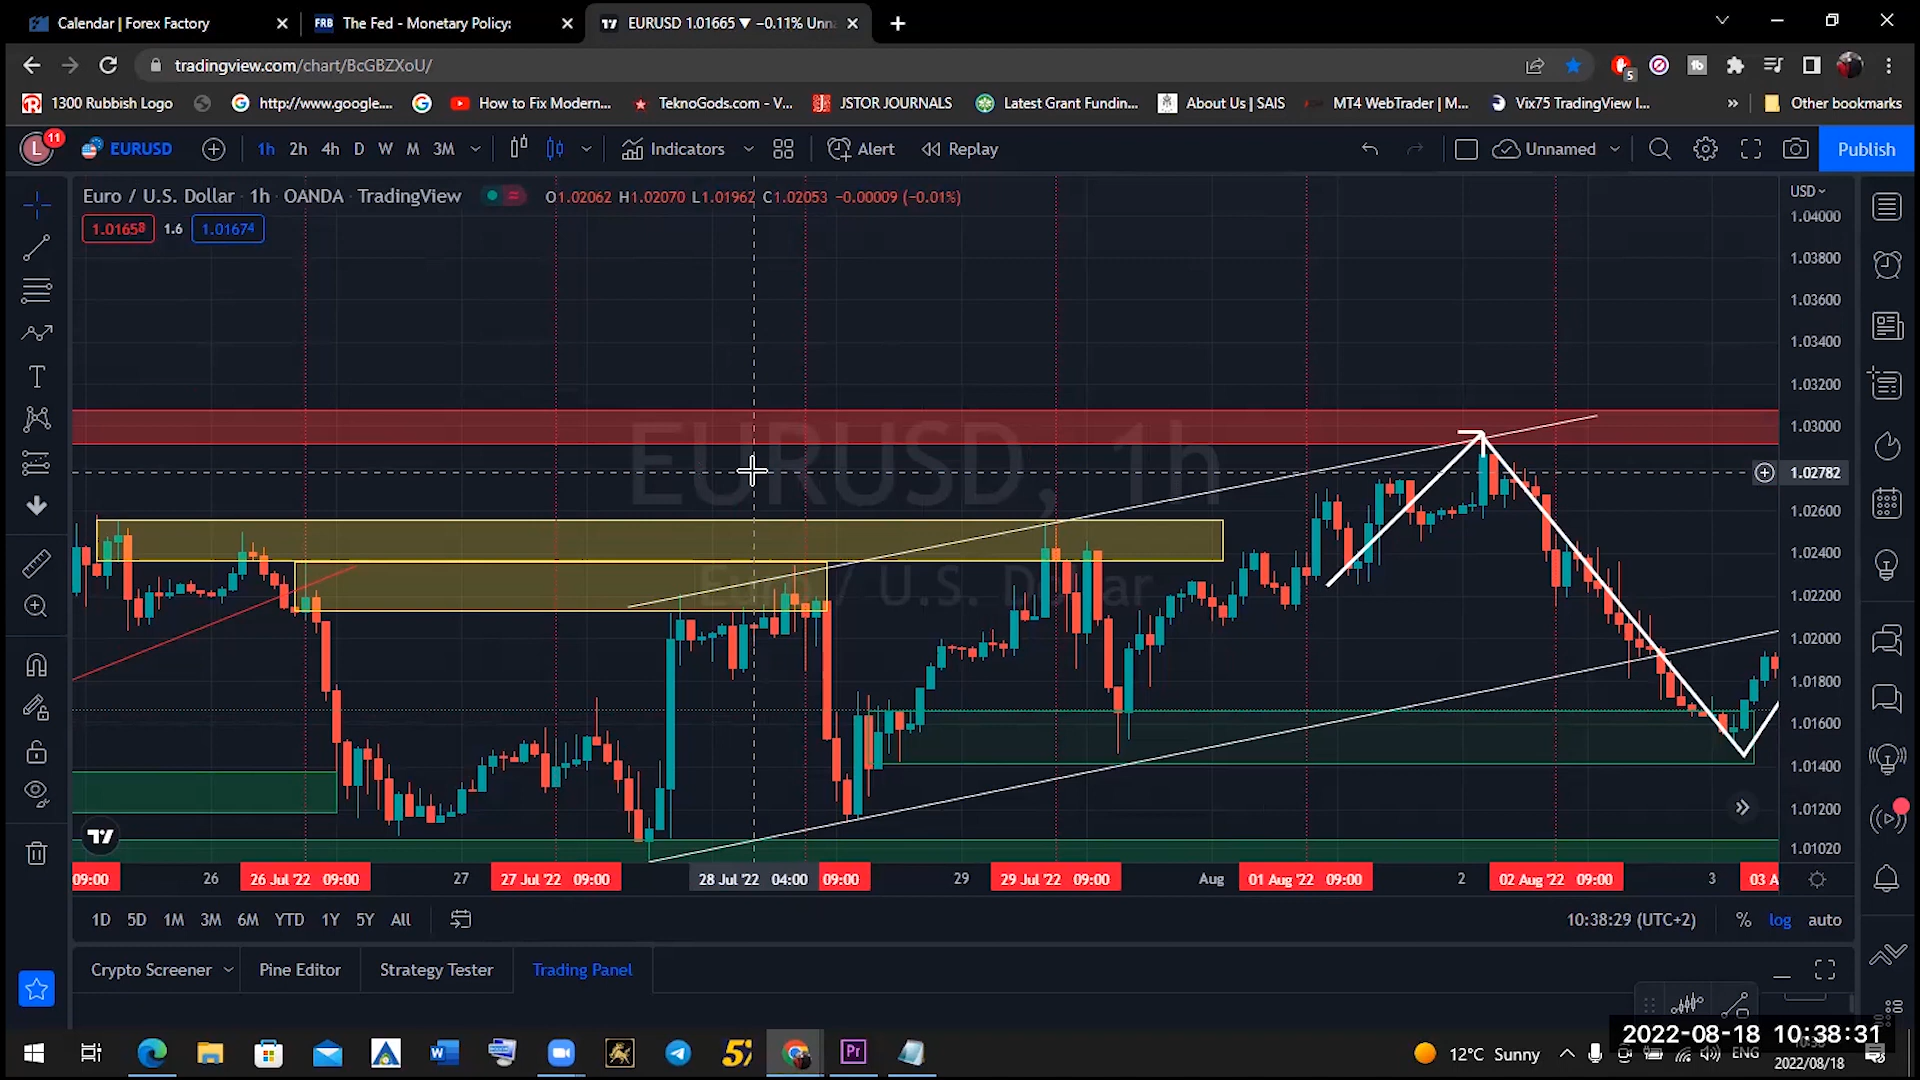 Calendar | Forex Factory
FRB The Fed - Monetary Policy:
EURUSD 1.01665 ▼ −0.11% Unn
tradingview.com/chart/BcGBZXoU/
5
1300 Rubbish Logo
http://www.google....
How to Fix Modern...
TeknoGods.com - V...
JSTOR JOURNALS
Latest Grant Fundin...
About Us | SAIS
MT4 WebTrader | M...
Vix75 TradingView I...
»
Other bookmarks
L 11
EURUSD
1h 2h 4h D W M 3M
Indicators
Alert
Replay
Unnamed
Publish
Euro / U.S. Dollar · 1h · OANDA · TradingView
O1.02062 H1.02070 L1.01962 C1.02053 −0.00009 (−0.01%)
1.01658 1.6 1.01674
USD
1.04000
1.03800
1.03600
1.03400
1.03200
1.03000
1.02782
1.02600
1.02400
1.02200
1.02000
1.01800
1.01600
1.01400
1.01200
1.01020
EURUSD, 1h
Euro / U.S. Dollar
09:00 26 26 Jul '22 09:00 27 27 Jul '22 09:00 28 Jul '22 04:00 09:00 29 29 Jul '22 09:00 Aug 01 Aug '22 09:00 2 02 Aug '22 09:00 3 03 A
1D 5D 1M 3M 6M YTD 1Y 5Y All
10:38:29 (UTC+2) % log auto
Crypto Screener
Pine Editor
Strategy Tester
Trading Panel
2022-08-18 10:38:31
12°C Sunny
ENG
2022/08/18